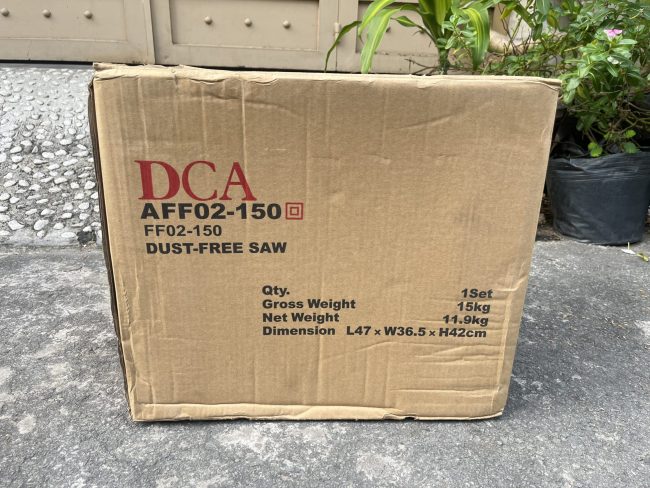 DCA
AFF02-150
FF02-150
DUST-FREE SAW
Qty. 1Set
Gross Weight 15kg
Net Weight 11.9kg
Dimension L47 × W36.5 × H42cm